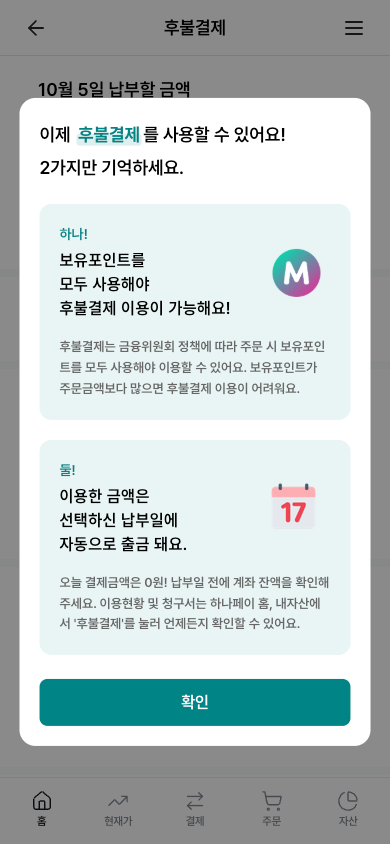 후불결제
10월 5일 납부할 금액
이제 후불결제 를 사용할 수 있어요!
2가지만 기억하세요.
하나!
보유포인트를
모두 사용해야
후불결제 이용이 가능해요!
M
후불결제는 금융위원회 정책에 따라 주문 시 보유포인
트를 모두 사용해야 이용할 수 있어요. 보유포인트가
주문금액보다 많으면 후불결제 이용이 어려워요.
둘!
이용한 금액은
선택하신 납부일에
자동으로 출금 돼요.
17
오늘 결제금액은 0원! 납부일 전에 계좌 잔액을 확인해
주세요. 이용현황 및 청구서는 하나페이 홈, 내자산에
서 '후불결제'를 눌러 언제든지 확인할 수 있어요.
확인
홈 현재가 결제 주문 자산